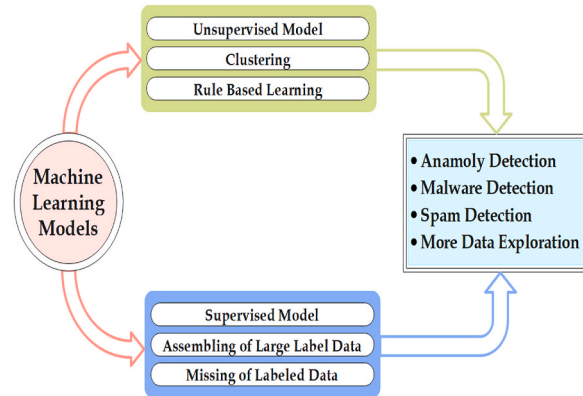 Unsupervised Model
Clustering
Rule Based Learning
Machine
Learning
Models
• Anamoly Detection
• Malware Detection
• Spam Detection
• More Data Exploration
Supervised Model
Assembling of Large Label Data
Missing of Labeled Data